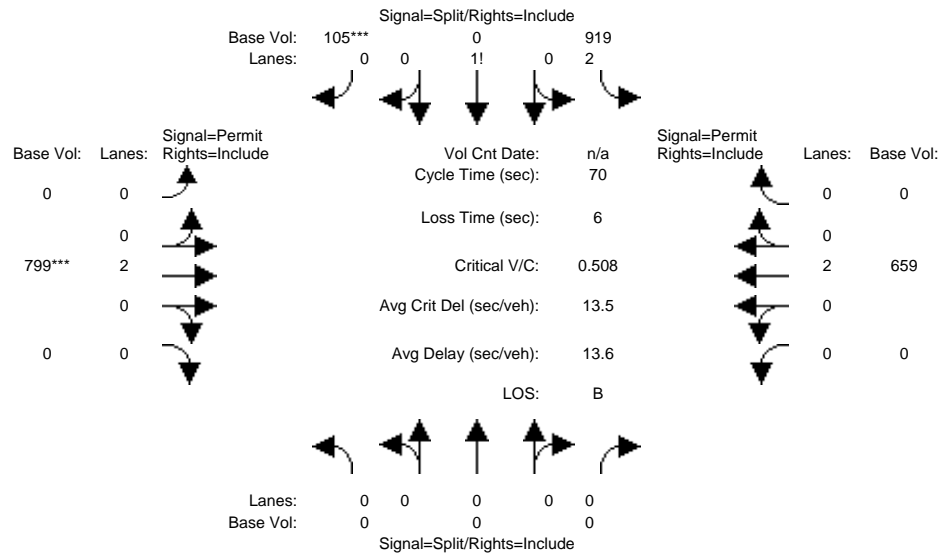 Signal=Split/Rights=Include
Base Vol: 105*** 0 919
Lanes: 0 0 1! 0 2
Signal=Permit
Base Vol: Lanes: Rights=Include
Vol Cnt Date: n/a
Signal=Permit
Rights=Include Lanes: Base Vol:
Cycle Time (sec): 70
0 0
0 0
Loss Time (sec): 6
0
0
799*** 2
Critical V/C: 0.508
2 659
0
Avg Crit Del (sec/veh): 13.5
0
0 0
Avg Delay (sec/veh): 13.6
0 0
LOS: B
Lanes: 0 0 0 0 0
Base Vol: 0 0 0
Signal=Split/Rights=Include